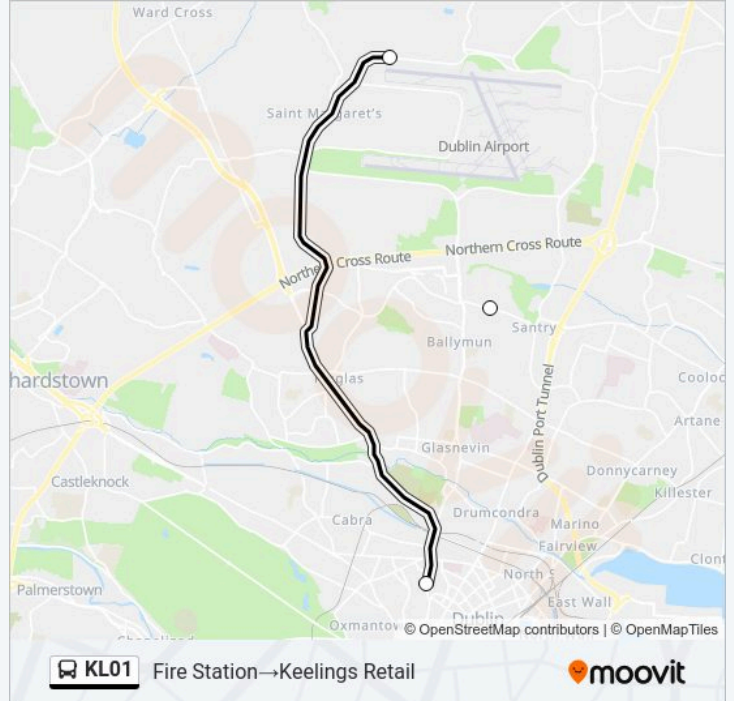 Ward Cross
Saint Margaret's
Dublin Airport
Northern Cross Route
Northern Cross Route
Santry
Ballymun
hardstown
Dublin Port Tunnel
Cooloc
Artane
Glasnevin
Donnycarney
Castleknock
Killester
Cabra
Drumcondra
Marino
Fairview
Clont
North S
Palmerstown
East Wall
Dublin
Oxmantow
© OpenStreetMap contributors | © OpenMapTiles
KL01 Fire Station→Keelings Retail
moovit